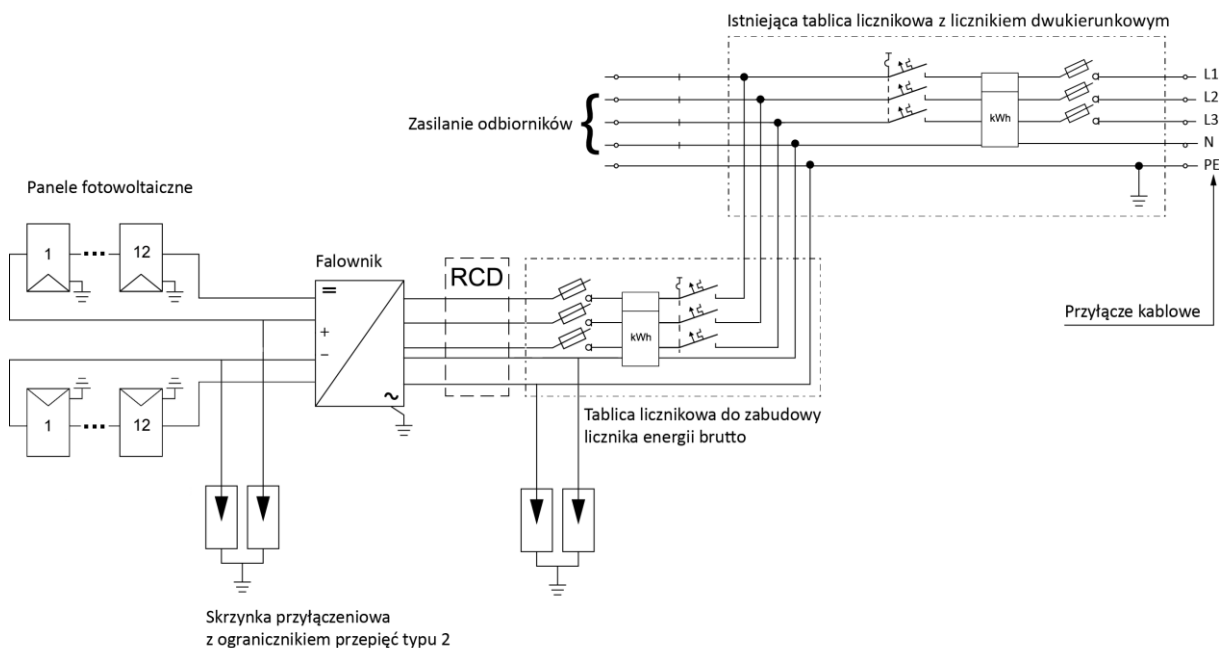 Istniejąca tablica licznikowa z licznikiem dwukierunkowym
L1
L2
L3
N
PE
kWh
Zasilanie odbiorników
Panele fotowoltaiczne
1
12
Falownik
RCD
kWh
+
−
Przyłącze kablowe
1
12
Tablica licznikowa do zabudowy
licznika energii brutto
Skrzynka przyłączeniowa
z ogranicznikiem przepięć typu 2